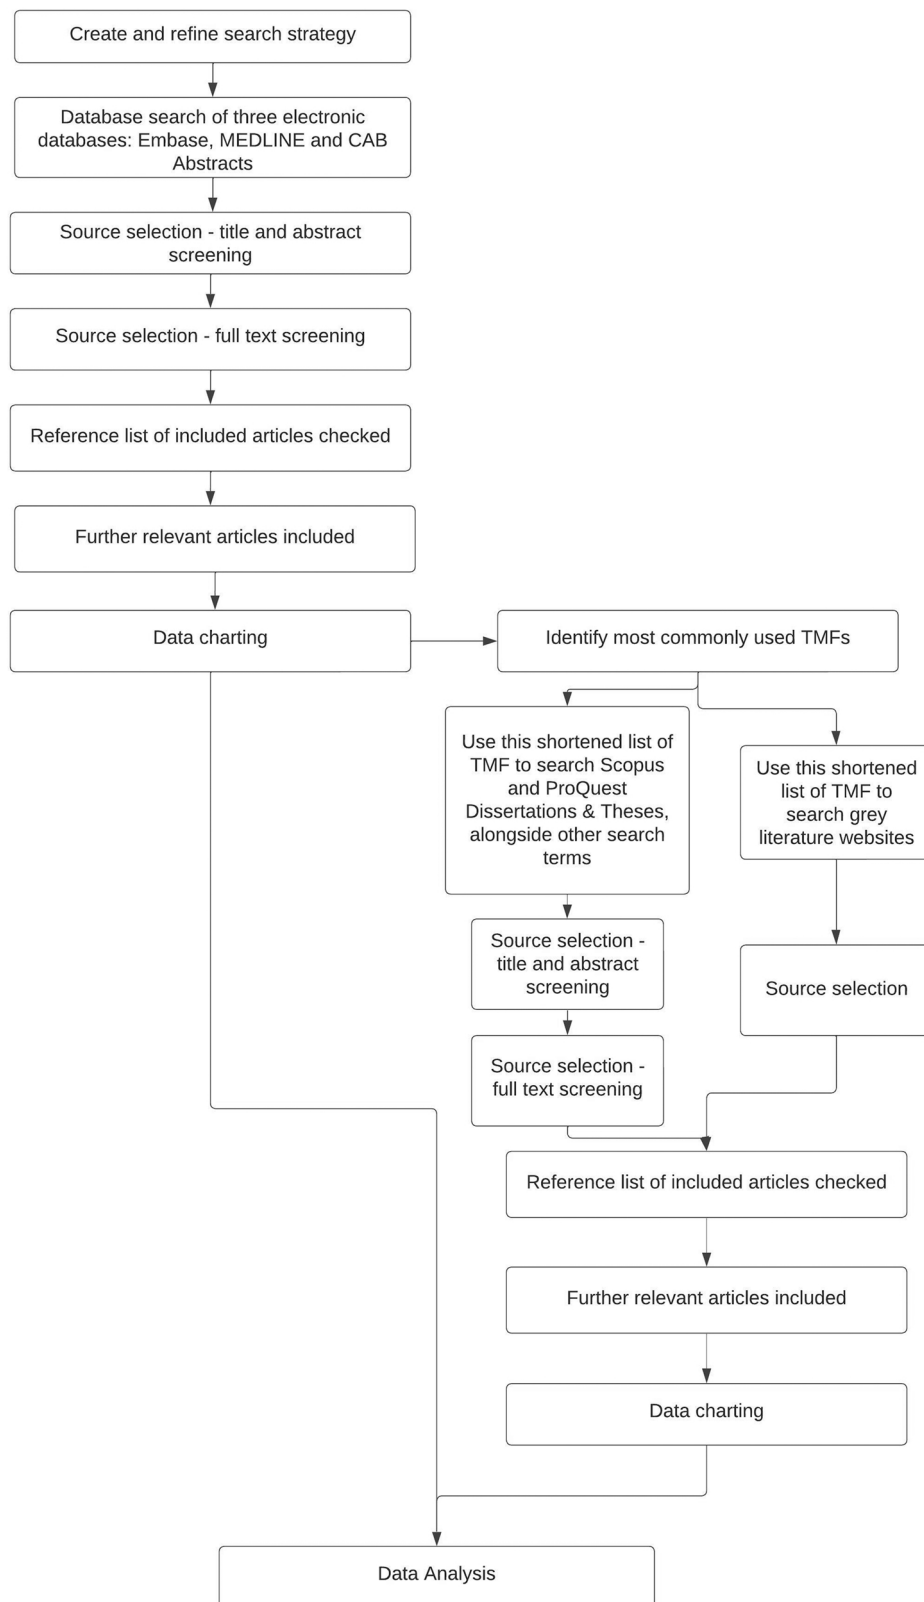 Create and refine search strategy
Database search of three electronic
databases: Embase, MEDLINE and CAB
Abstracts
Source selection - title and abstract
screening
Source selection - full text screening
Reference list of included articles checked
Further relevant articles included
Data charting
Identify most commonly used TMFs
Use this shortened list of
TMF to search Scopus
and ProQuest
Dissertations & Theses,
alongside other search
terms
Use this shortened
list of TMF to
search grey
literature websites
Source selection -
title and abstract
screening
Source selection
Source selection -
full text screening
Reference list of included articles checked
Further relevant articles included
Data charting
Data Analysis